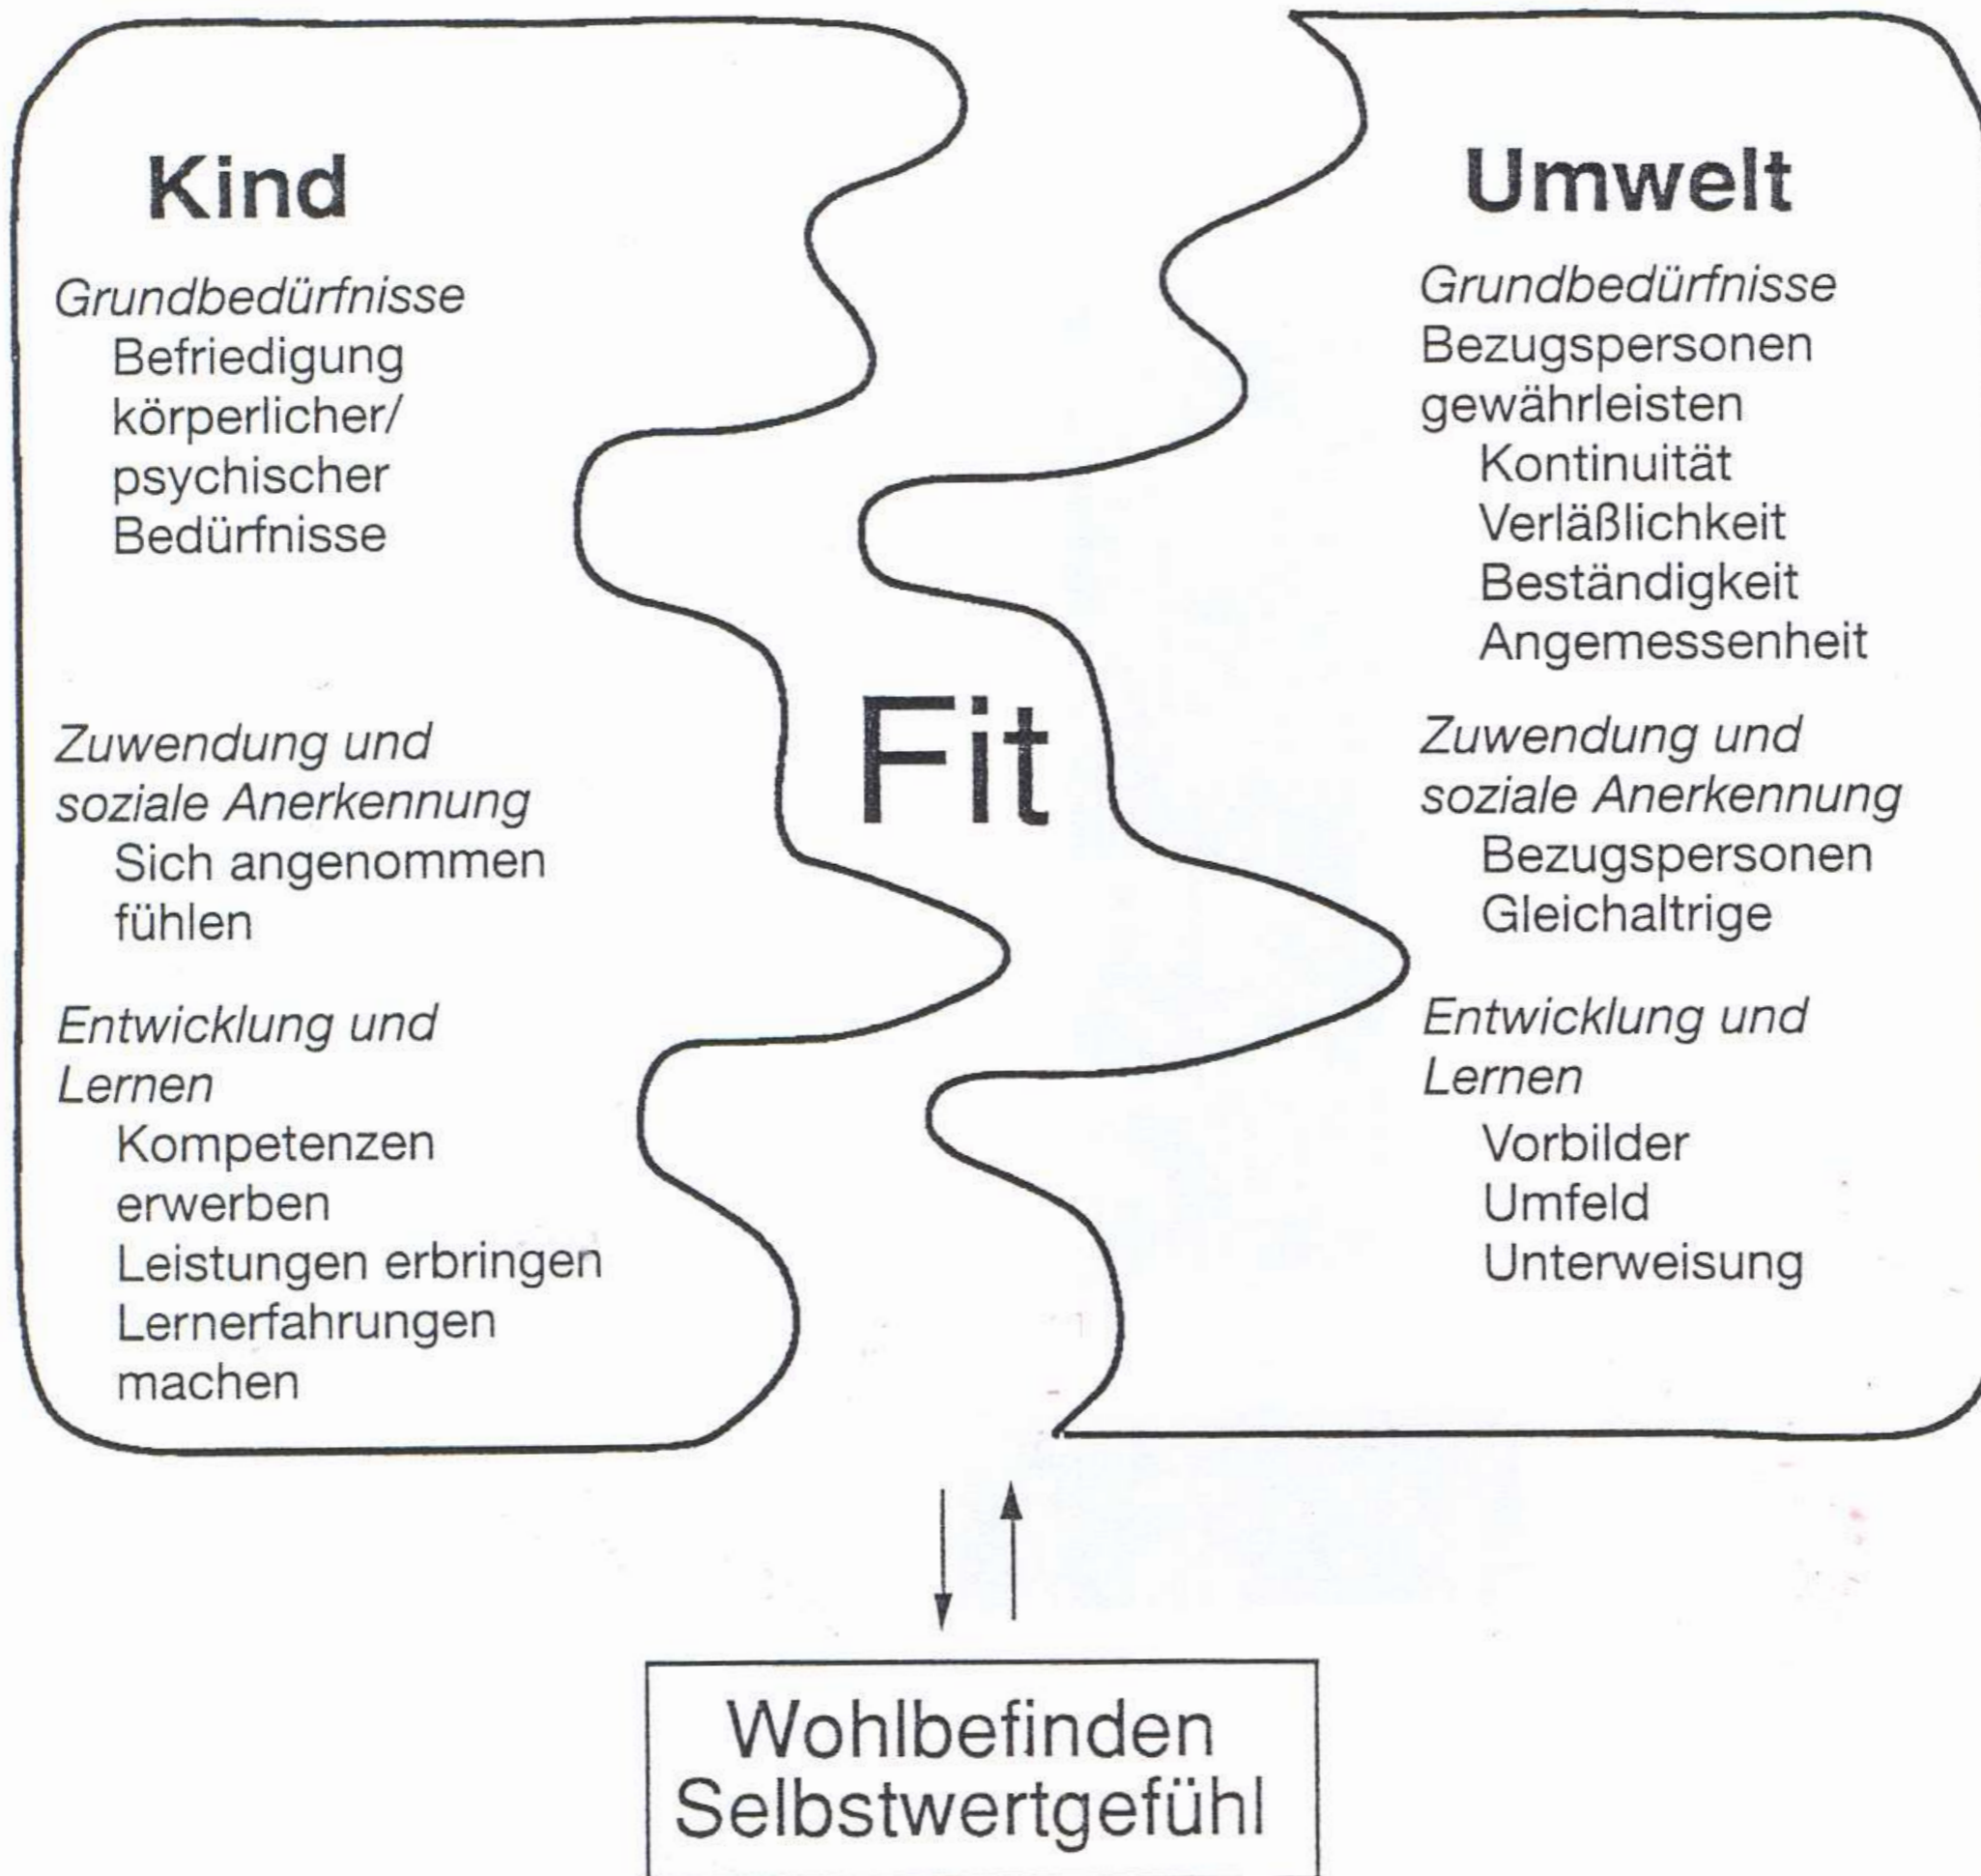 Kind
Grundbedürfnisse
Befriedigung
körperlicher/
psychischer
Bedürfnisse
Zuwendung und
soziale Anerkennung
Sich angenommen
fühlen
Entwicklung und
Lernen
Kompetenzen
erwerben
Leistungen erbringen
Lernerfahrungen
machen
Fit
Umwelt
Grundbedürfnisse
Bezugspersonen
gewährleisten
Kontinuität
Verläßlichkeit
Beständigkeit
Angemessenheit
Zuwendung und
soziale Anerkennung
Bezugspersonen
Gleichaltrige
Entwicklung und
Lernen
Vorbilder
Umfeld
Unterweisung
Wohlbefinden
Selbstwertgefühl